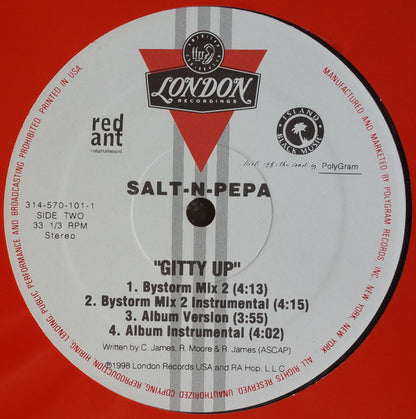 AMERICAN RECORDINGS
LONDON
RECORDINGS
red
ant
ISLAND
BLACK MUSIC
PolyGram
SALT-N-PEPA
314-570-101-1
SIDE TWO
33 1/3 RPM
Stereo
"GITTY UP"
1. Bystorm Mix 2 (4:13)
2. Bystorm Mix 2 Instrumental (4:15)
3. Album Version (3:55)
4. Album Instrumental (4:02)
Written by C. James, R. Moore & R. James (ASCAP)
℗1998 London Records USA and RA Hop, L.L.C.
MANUFACTURED AND MARKETED BY POLYGRAM RECORDS, INC. NEW YORK, NEW YORK. ALL RIGHTS RESERVED. UNAUTHORIZED COPYING, REPRODUCTION, HIRING, LENDING, PUBLIC PERFORMANCE AND BROADCASTING PROHIBITED. PRINTED IN USA.